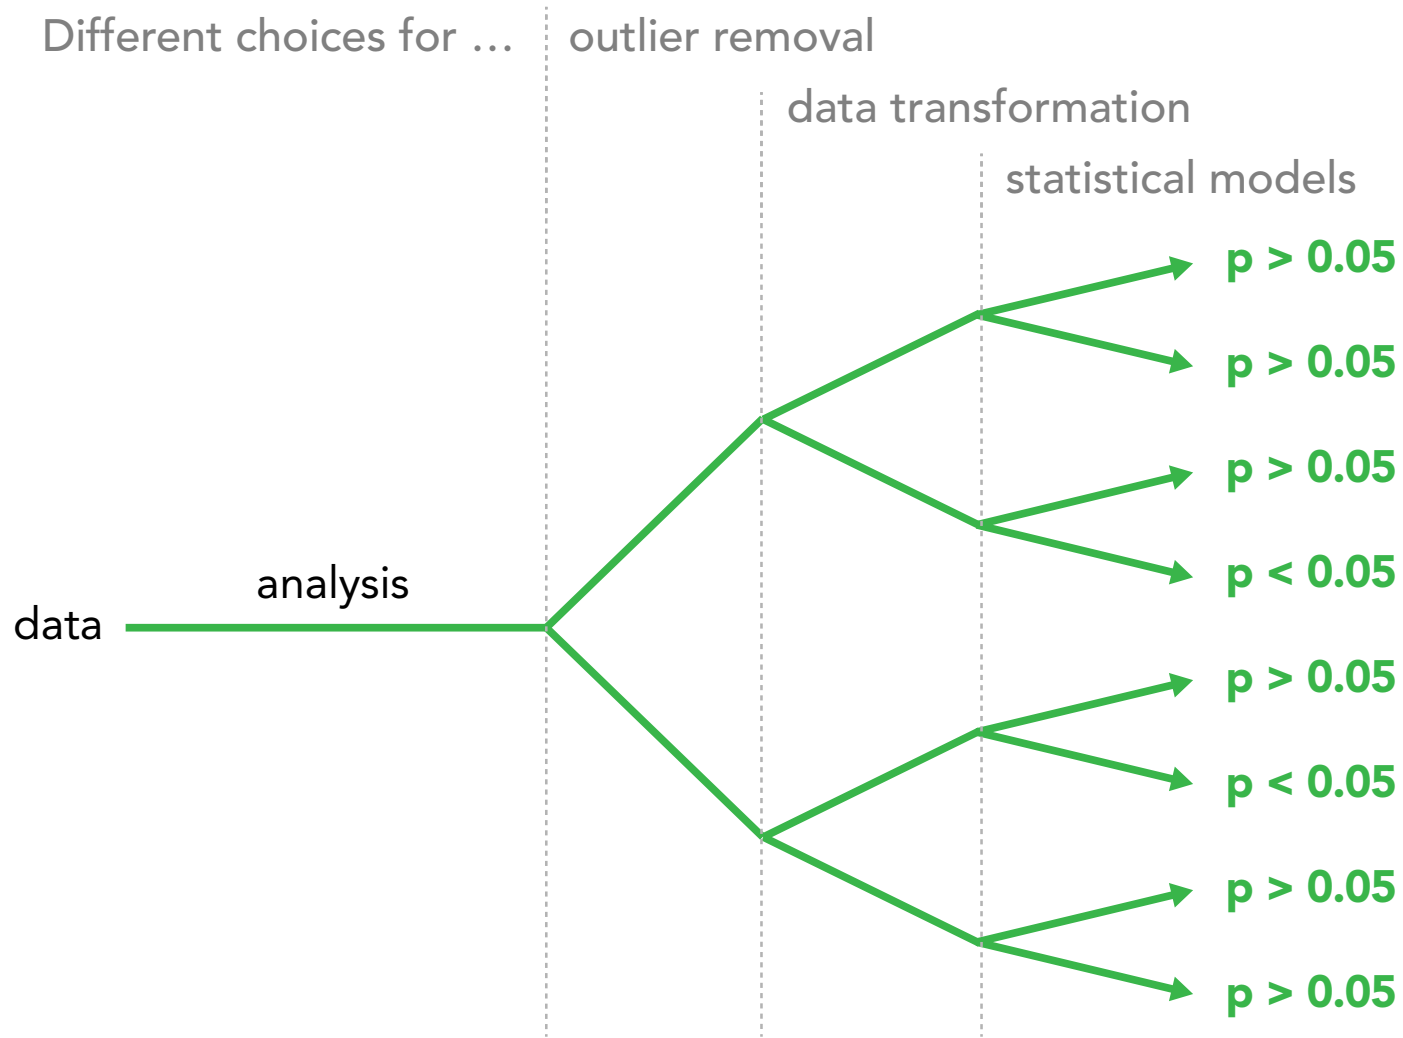 Different choices for …
outlier removal
data transformation
statistical models
p > 0.05
p > 0.05
p > 0.05
p < 0.05
analysis
data
p > 0.05
p < 0.05
p > 0.05
p > 0.05